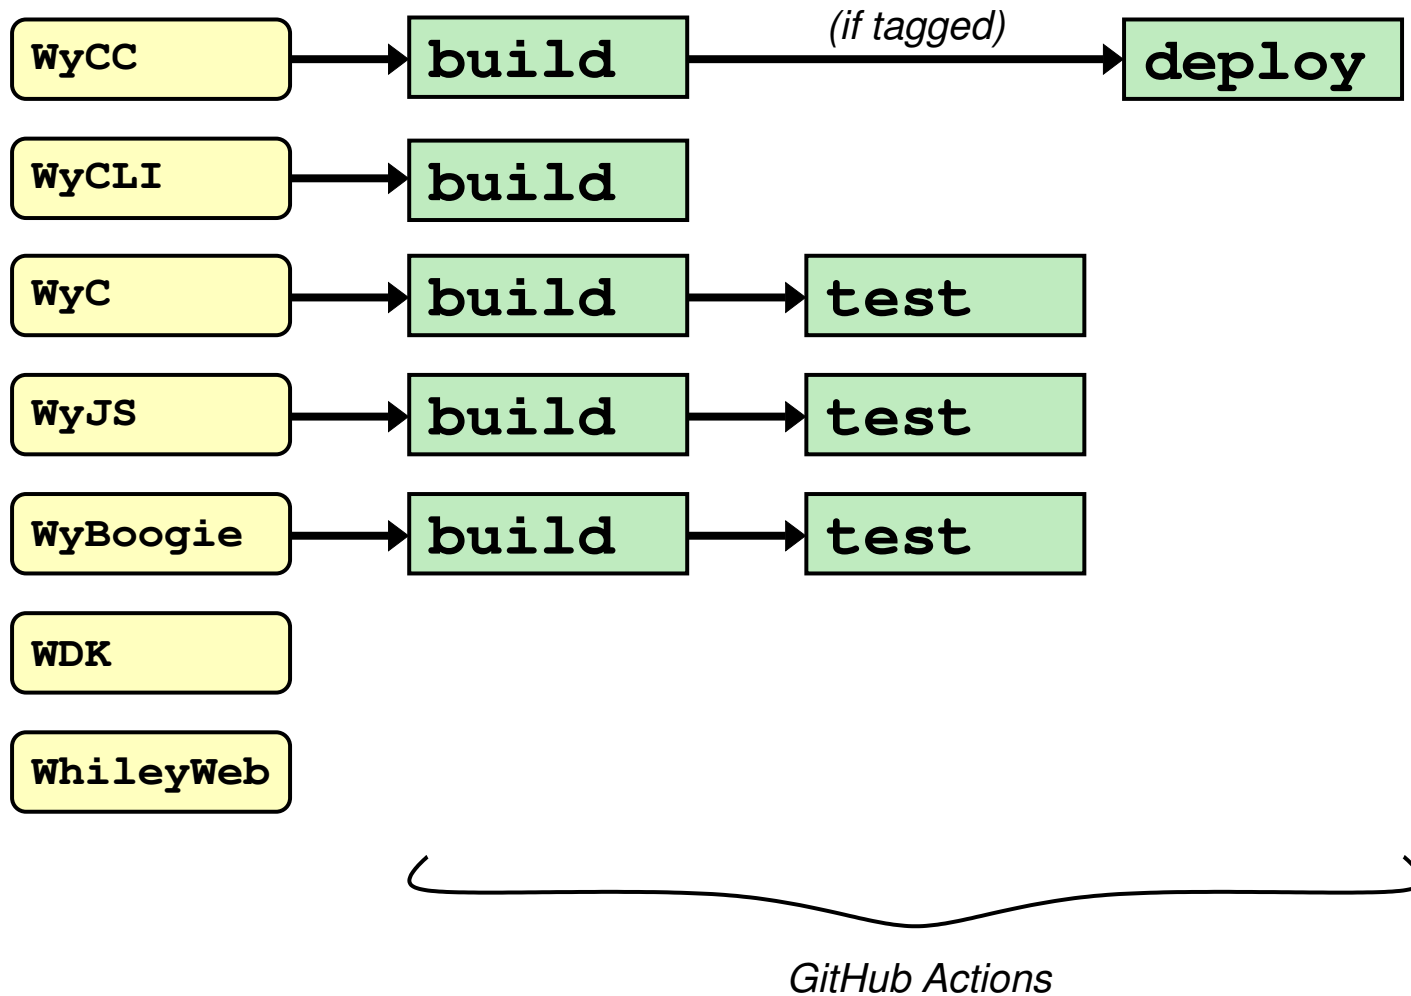 WyCC build (if tagged) deploy
WyCLI build
WyC build test
WyJS build test
WyBoogie build test
WDK
WhileyWeb
GitHub Actions